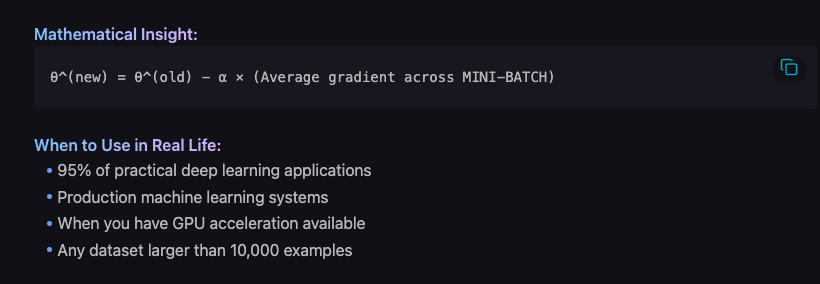 Mathematical Insight:
θ^(new) = θ^(old) − α × (Average gradient across MINI−BATCH)
When to Use in Real Life:
• 95% of practical deep learning applications
• Production machine learning systems
• When you have GPU acceleration available
• Any dataset larger than 10,000 examples